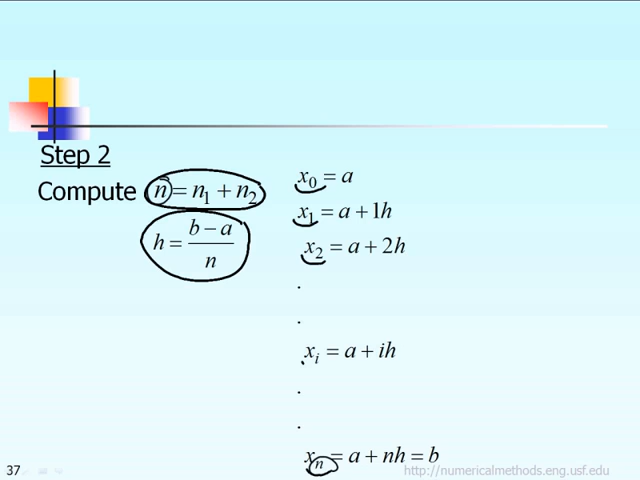 Step 2
Compute n = n₁ + n₂
h = (b − a) / n
x₀ = a
x₁ = a + 1h
x₂ = a + 2h
.
.
xᵢ = a + ih
.
.
xₙ = a + nh = b
37
http://numericalmethods.eng.usf.edu